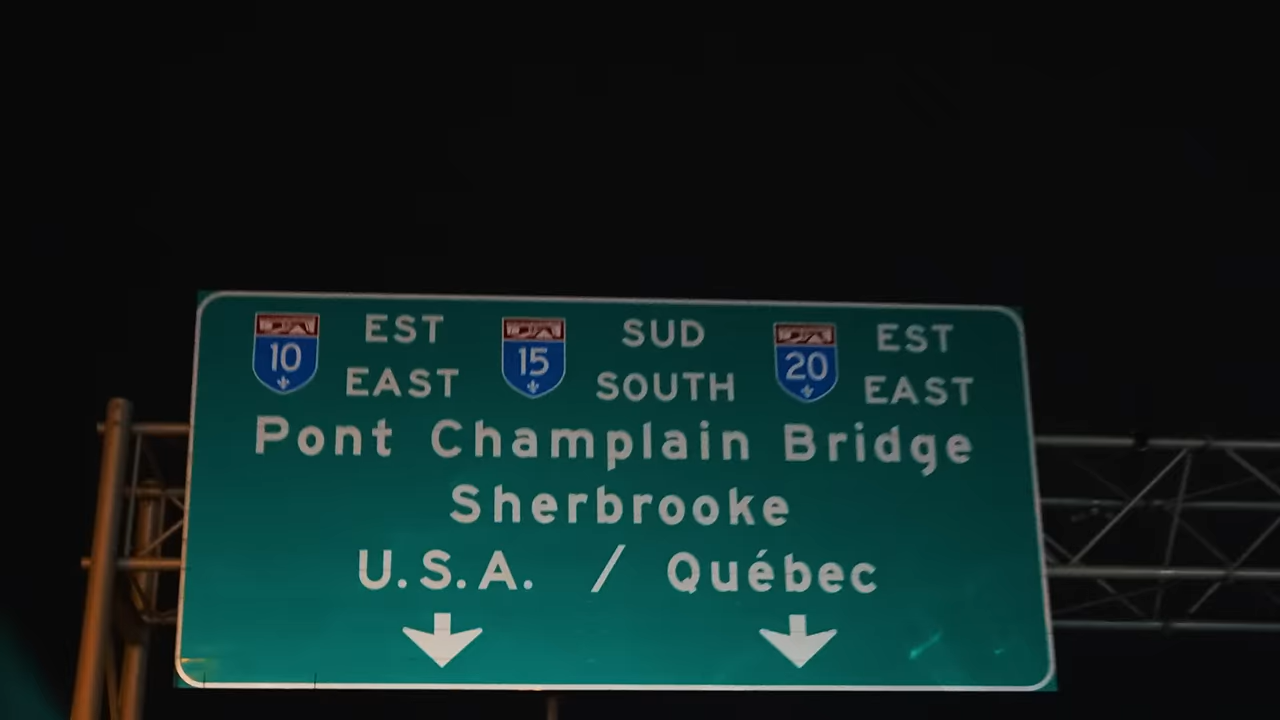 10 EST 15 SUD 20 EST
EAST SOUTH EAST
Pont Champlain Bridge
Sherbrooke
U.S.A. / Québec